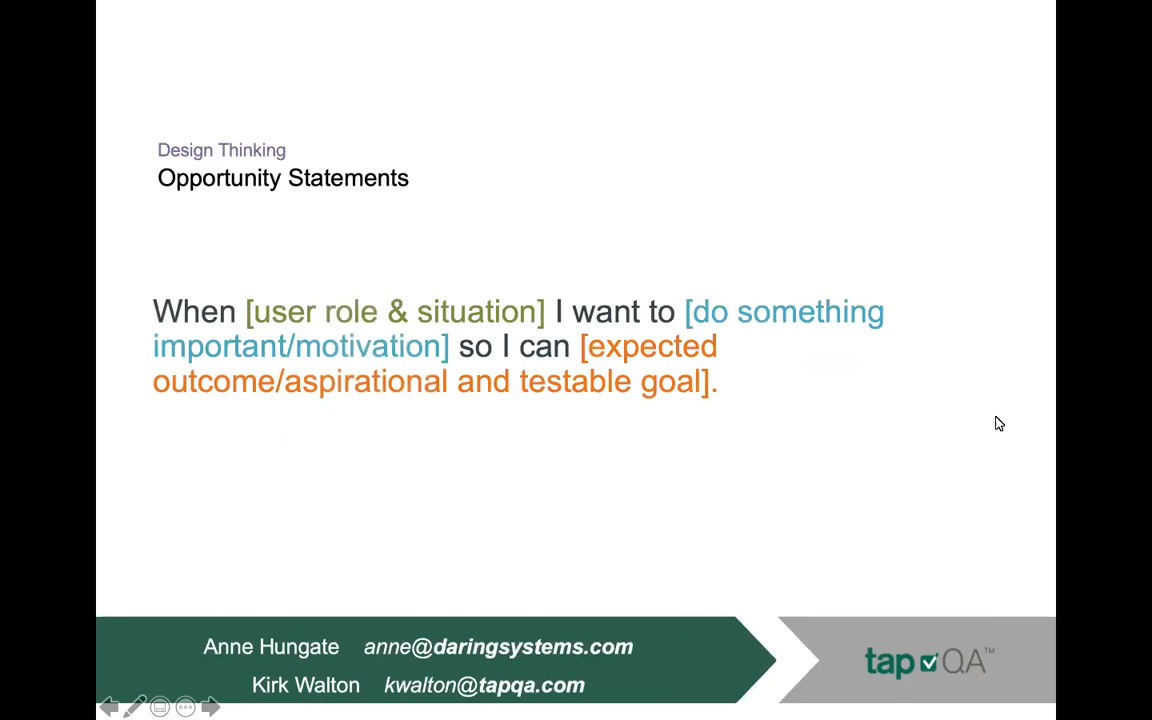 Design Thinking
Opportunity Statements
When [user role & situation] I want to [do something
important/motivation] so I can [expected
outcome/aspirational and testable goal].
Anne Hungate anne@daringsystems.com
Kirk Walton kwalton@tapqa.com
tap QA™